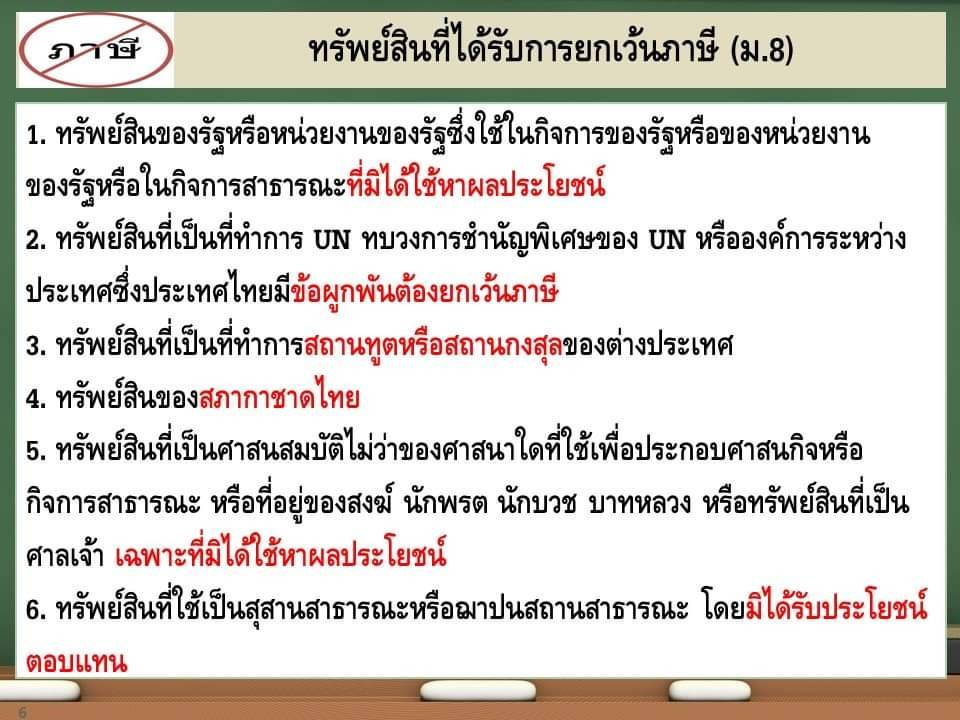 ภาษี
ทรัพย์สินที่ได้รับการยกเว้นภาษี (ม.8)
1. ทรัพย์สินของรัฐหรือหน่วยงานของรัฐซึ่งใช้ในกิจการของรัฐหรือของหน่วยงาน
ของรัฐหรือในกิจการสาธารณะที่มิได้ใช้หาผลประโยชน์
2. ทรัพย์สินที่เป็นที่ทำการ UN ทบวงการชำนัญพิเศษของ UN หรือองค์การระหว่าง
ประเทศซึ่งประเทศไทยมีข้อผูกพันต้องยกเว้นภาษี
3. ทรัพย์สินที่เป็นที่ทำการสถานทูตหรือสถานกงสุลของต่างประเทศ
4. ทรัพย์สินของสภากาชาดไทย
5. ทรัพย์สินที่เป็นศาสนสมบัติไม่ว่าของศาสนาใดที่ใช้เพื่อประกอบศาสนกิจหรือ
กิจการสาธารณะ หรือที่อยู่ของสงฆ์ นักพรต นักบวช บาทหลวง หรือทรัพย์สินที่เป็น
ศาลเจ้า เฉพาะที่มิได้ใช้หาผลประโยชน์
6. ทรัพย์สินที่ใช้เป็นสุสานสาธารณะหรือฌาปนสถานสาธารณะ โดยมิได้รับประโยชน์
ตอบแทน
6